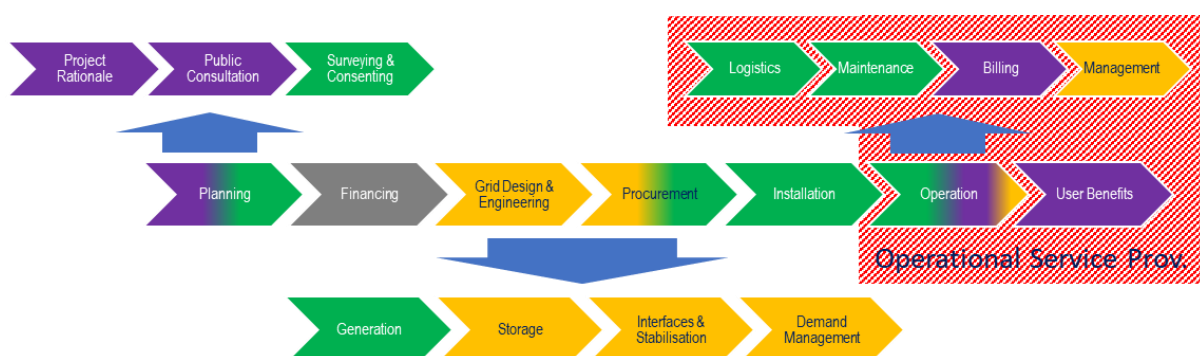 Project
Rationale
Public
Consultation
Surveying &
Consenting
Logistics
Maintenance
Billing
Management
Planning
Financing
Grid Design &
Engineering
Procurement
Installation
Operation
User Benefits
Operational Service Prov.
Generation
Storage
Interfaces &
Stabilisation
Demand
Management